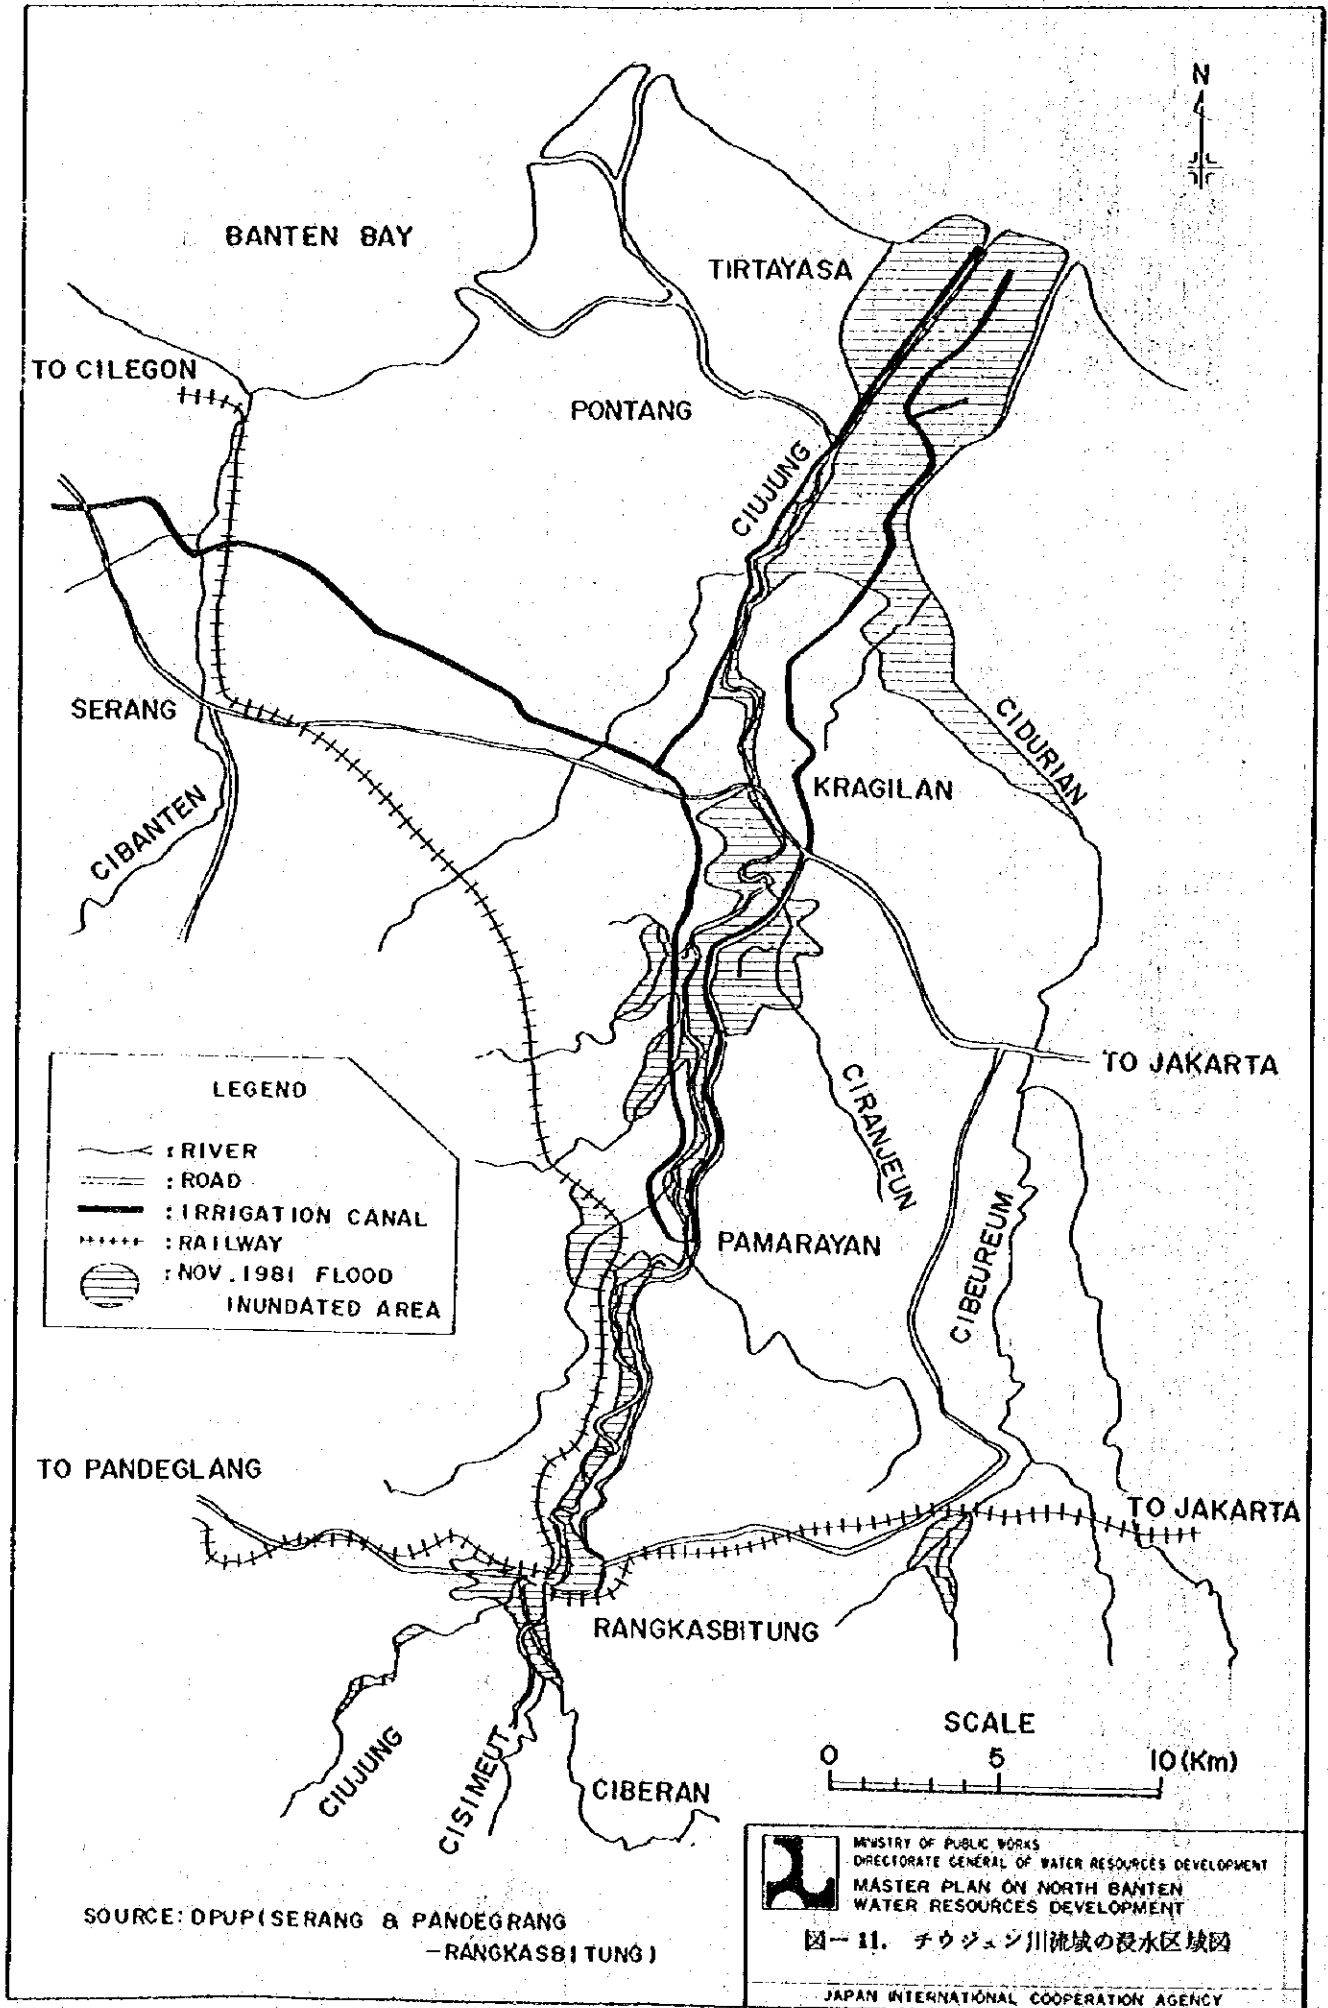 N
BANTEN BAY
TIRTAYASA
TO CILEGON
PONTANG
CIUJUNG
SERANG
CIDURIAN
KRAGILAN
CIBANTEN
TO JAKARTA
CIRANJEUN
LEGEND
: RIVER
: ROAD
: IRRIGATION CANAL
: RAILWAY
: NOV. 1981 FLOOD
INUNDATED AREA
CIBEUREUM
PAMARAYAN
TO PANDEGLANG
TO JAKARTA
RANGKASBITUNG
CIUJUNG
CISIMEUT
CIBERAN
SCALE
0 5 10 (Km)
SOURCE: DPUP (SERANG & PANDEGRANG
-RANGKASBITUNG)
MINISTRY OF PUBLIC WORKS
DIRECTORATE GENERAL OF WATER RESOURCES DEVELOPMENT
MASTER PLAN ON NORTH BANTEN
WATER RESOURCES DEVELOPMENT
図-11. チウジュン川流域の浸水区域図
JAPAN INTERNATIONAL COOPERATION AGENCY